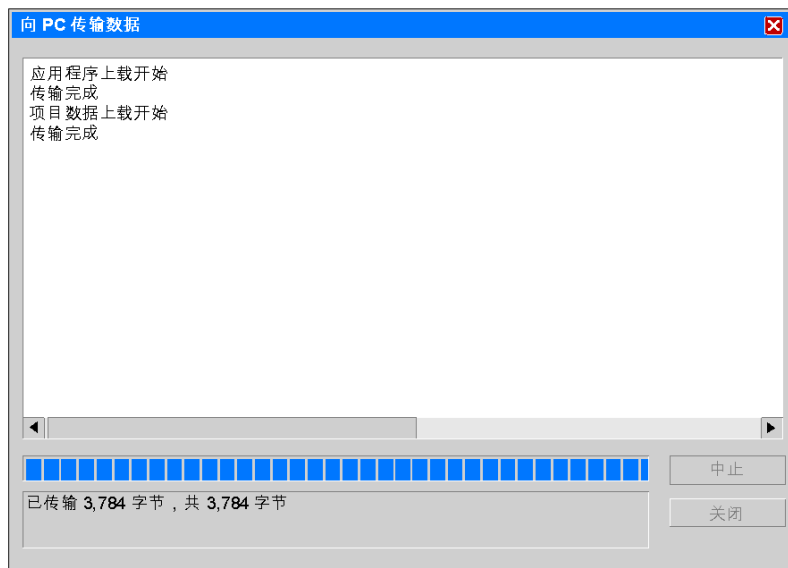 向 PC 传输数据
应用程序上载开始
传输完成
项目数据上载开始
传输完成
中止
已传输 3,784 字节，共 3,784 字节
关闭